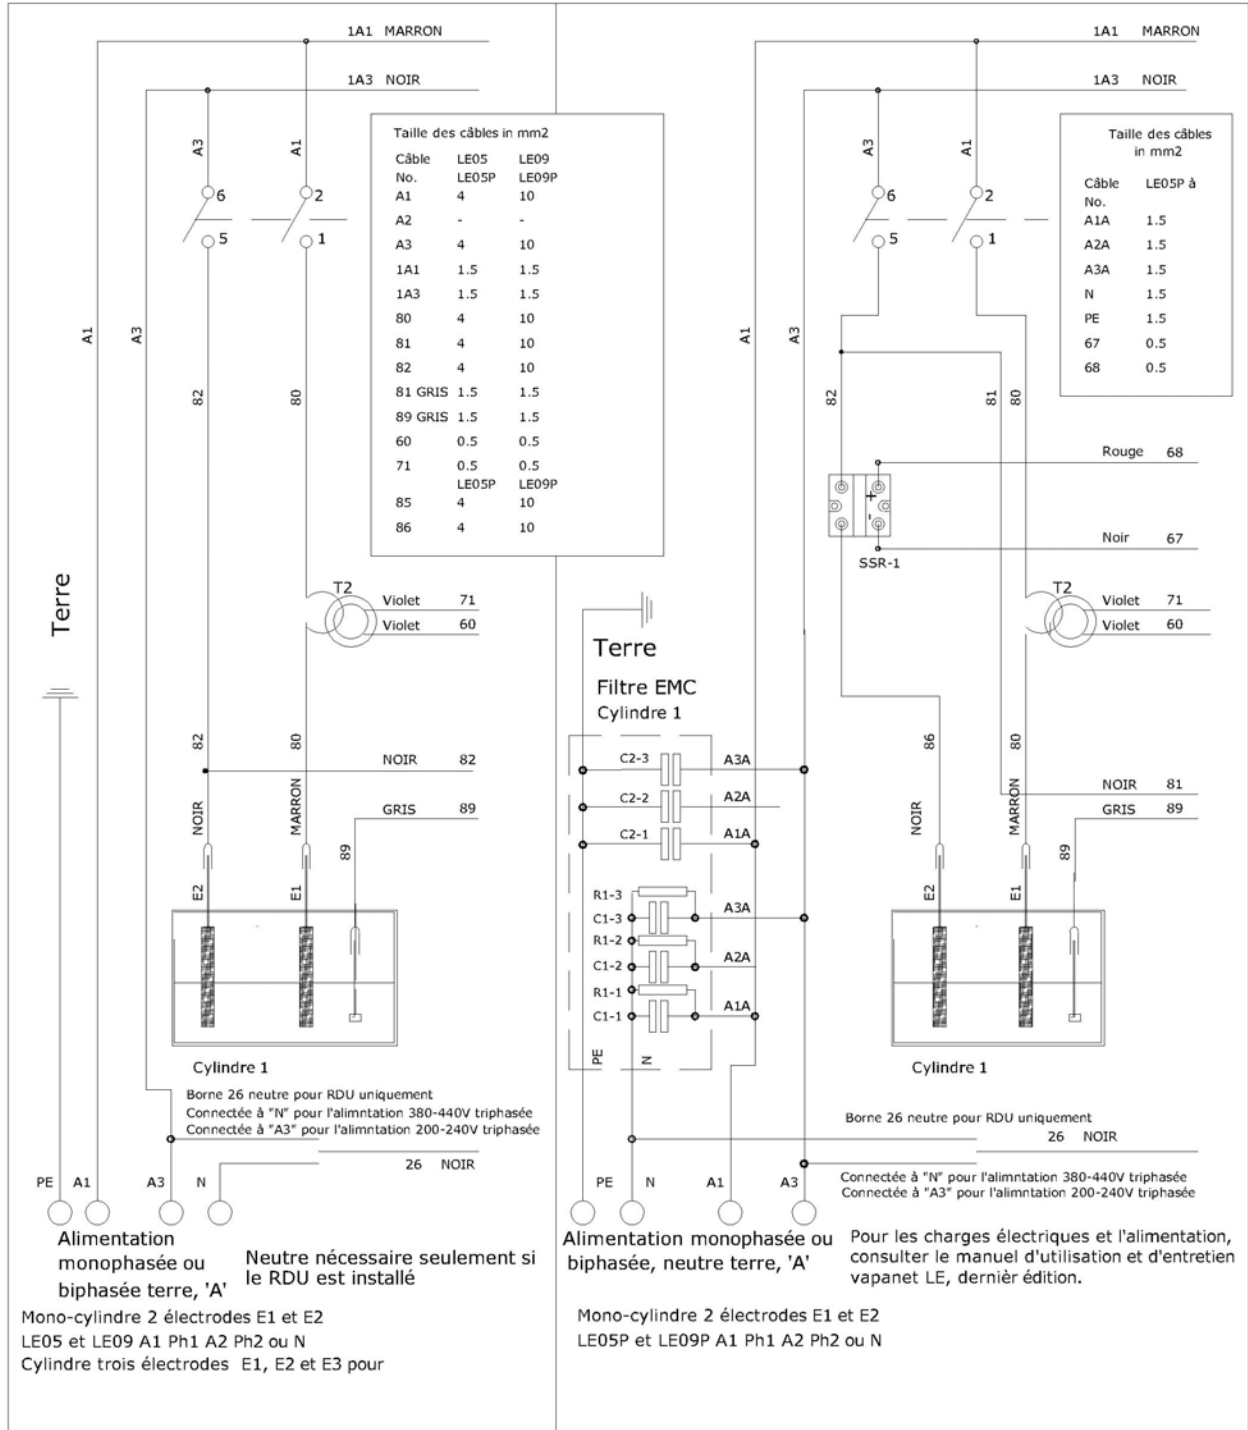 1A1 MARRON
1A3 NOIR
A3
A1
6
2
5
1
A1
A3
82
80
Taille des câbles in mm2
Câble LE05 LE09
No. LE05P LE09P
A1 4 10
A2 - -
A3 4 10
1A1 1.5 1.5
1A3 1.5 1.5
80 4 10
81 4 10
82 4 10
81 GRIS 1.5 1.5
89 GRIS 1.5 1.5
60 0.5 0.5
71 0.5 0.5
LE05P LE09P
85 4 10
86 4 10
Terre
T2
Violet 71
Violet 60
82
80
NOIR 82
GRIS 89
NOIR
MARRON
89
E2
E1
Cylindre 1
Borne 26 neutre pour RDU uniquement
Connectée à "N" pour l'alimntation 380-440V triphasée
Connectée à "A3" pour l'alimntation 200-240V triphasée
26 NOIR
PE A1 A3 N
Alimentation
monophasée ou
biphasée terre, 'A'
Neutre nécessaire seulement si
le RDU est installé
Mono-cylindre 2 électrodes E1 et E2
LE05 et LE09 A1 Ph1 A2 Ph2 ou N
Cylindre trois électrodes E1, E2 et E3 pour
1A1 MARRON
1A3 NOIR
A3
A1
6
2
5
1
A1
A3
82
81
80
Taille des câbles
in mm2
Câble LE05P à
No.
A1A 1.5
A2A 1.5
A3A 1.5
N 1.5
PE 1.5
67 0.5
68 0.5
Rouge 68
+
-
Noir 67
SSR-1
T2
Violet 71
Violet 60
Terre
Filtre EMC
Cylindre 1
C2-3 A3A
C2-2 A2A
C2-1 A1A
R1-3
A3A
C1-3
R1-2
A2A
C1-2
R1-1
A1A
C1-1
PE
N
86
80
NOIR 81
GRIS 89
NOIR
MARRON
89
E2
E1
Cylindre 1
Borne 26 neutre pour RDU uniquement
26 NOIR
Connectée à "N" pour l'alimntation 380-440V triphasée
Connectée à "A3" pour l'alimntation 200-240V triphasée
PE N A1 A3
Alimentation monophasée ou
biphasée, neutre terre, 'A'
Pour les charges électriques et l'alimentation,
consulter le manuel d'utilisation et d'entretien
vapanet LE, dernièr édition.
Mono-cylindre 2 électrodes E1 et E2
LE05P et LE09P A1 Ph1 A2 Ph2 ou N